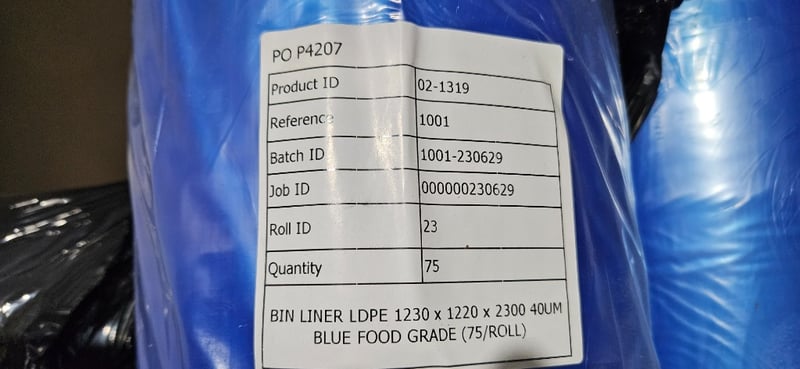 PO P4207
Product ID 02-1319
Reference 1001
Batch ID 1001-230629
Job ID 000000230629
Roll ID 23
Quantity 75
BIN LINER LDPE 1230 x 1220 x 2300 40UM
BLUE FOOD GRADE (75/ROLL)